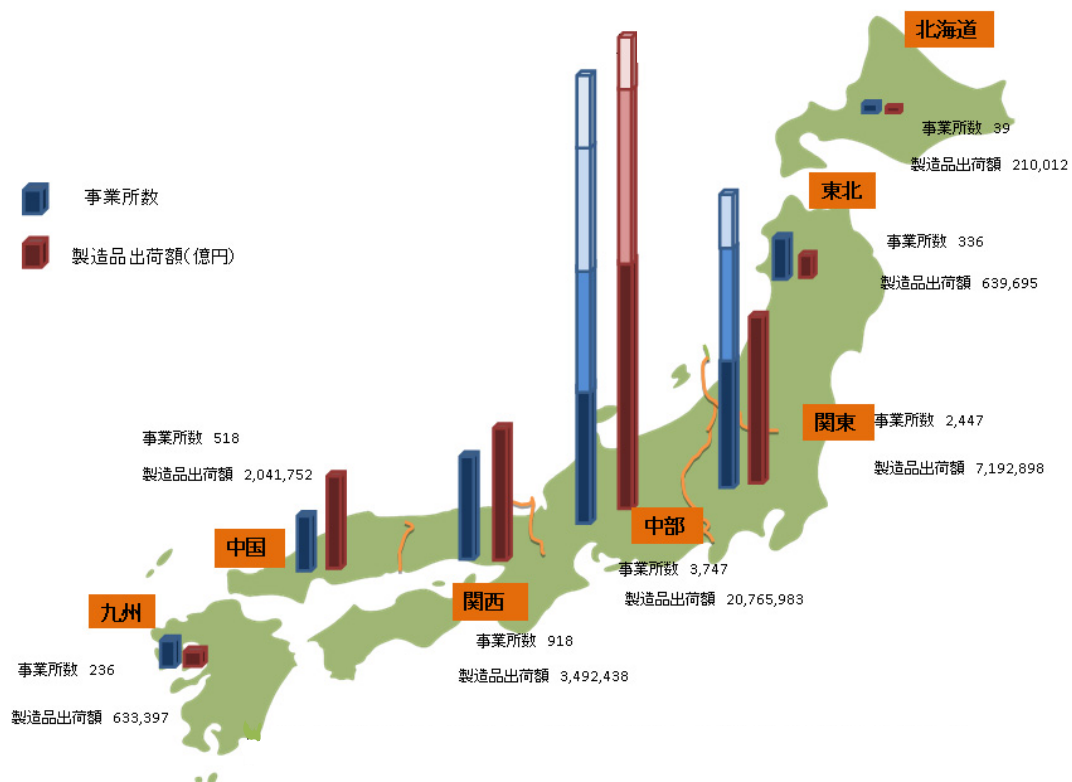 北海道
事業所数 39
製造品出荷額 210,012
東北
事業所数
事業所数 336
製造品出荷額(億円)
製造品出荷額 639,695
関東
事業所数 2,447
事業所数 518
製造品出荷額 7,192,898
製造品出荷額 2,041,752
中部
中国
事業所数 3,747
製造品出荷額 20,765,983
九州
関西
事業所数 918
事業所数 236
製造品出荷額 3,492,438
製造品出荷額 633,397